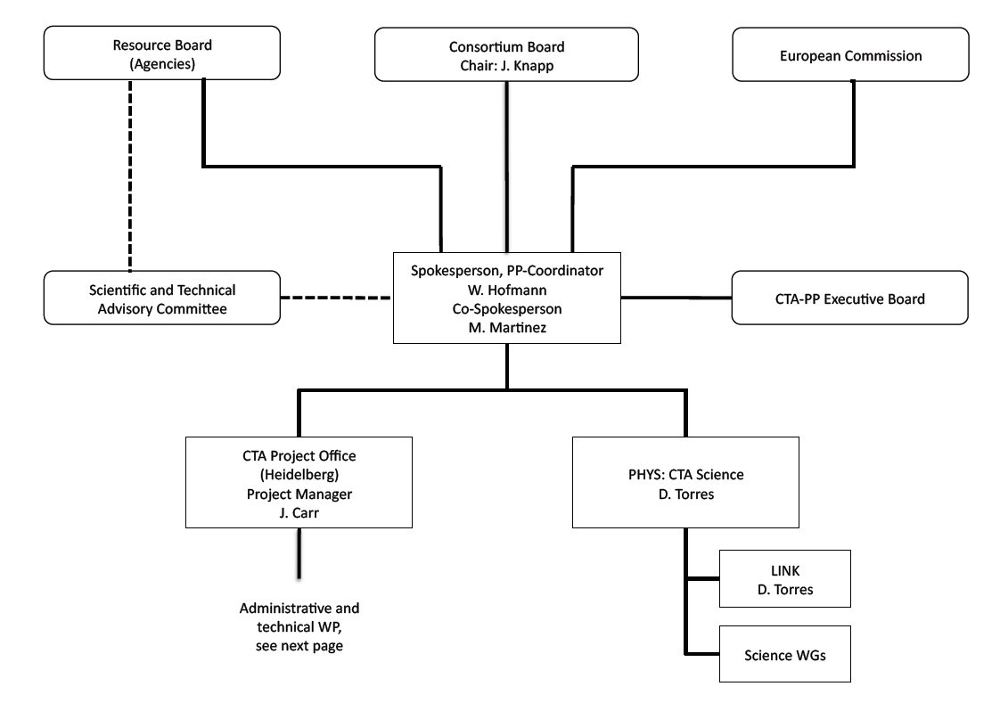 Resource Board
(Agencies)
Consortium Board
Chair: J. Knapp
European Commission
Scientific and Technical
Advisory Committee
Spokesperson, PP-Coordinator
W. Hofmann
Co-Spokesperson
M. Martinez
CTA-PP Executive Board
CTA Project Office
(Heidelberg)
Project Manager
J. Carr
PHYS: CTA Science
D. Torres
LINK
D. Torres
Administrative and
technical WP,
see next page
Science WGs